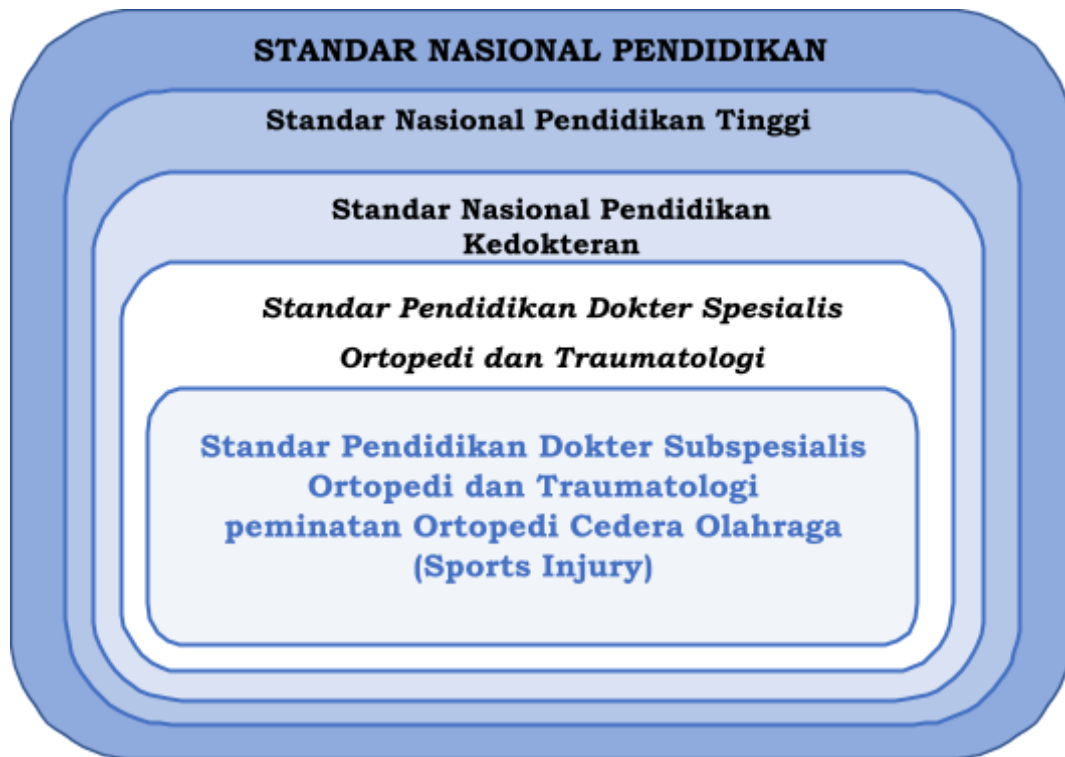 STANDAR NASIONAL PENDIDIKAN
Standar Nasional Pendidikan Tinggi
Standar Nasional Pendidikan
Kedokteran
Standar Pendidikan Dokter Spesialis
Ortopedi dan Traumatologi
Standar Pendidikan Dokter Subspesialis
Ortopedi dan Traumatologi
peminatan Ortopedi Cedera Olahraga
(Sports Injury)